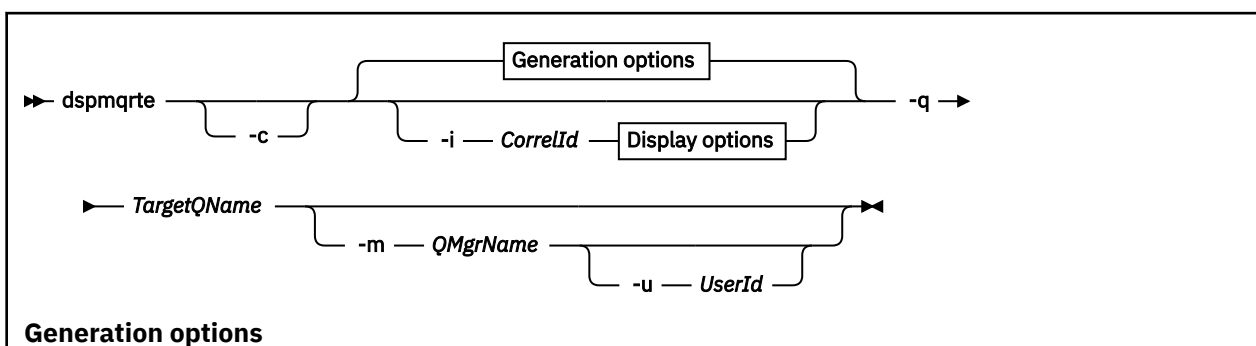 Generation options
dspmqrte -q
-c
-i CorrelId Display options
TargetQName
-m QMgrName
-u UserId
Generation options